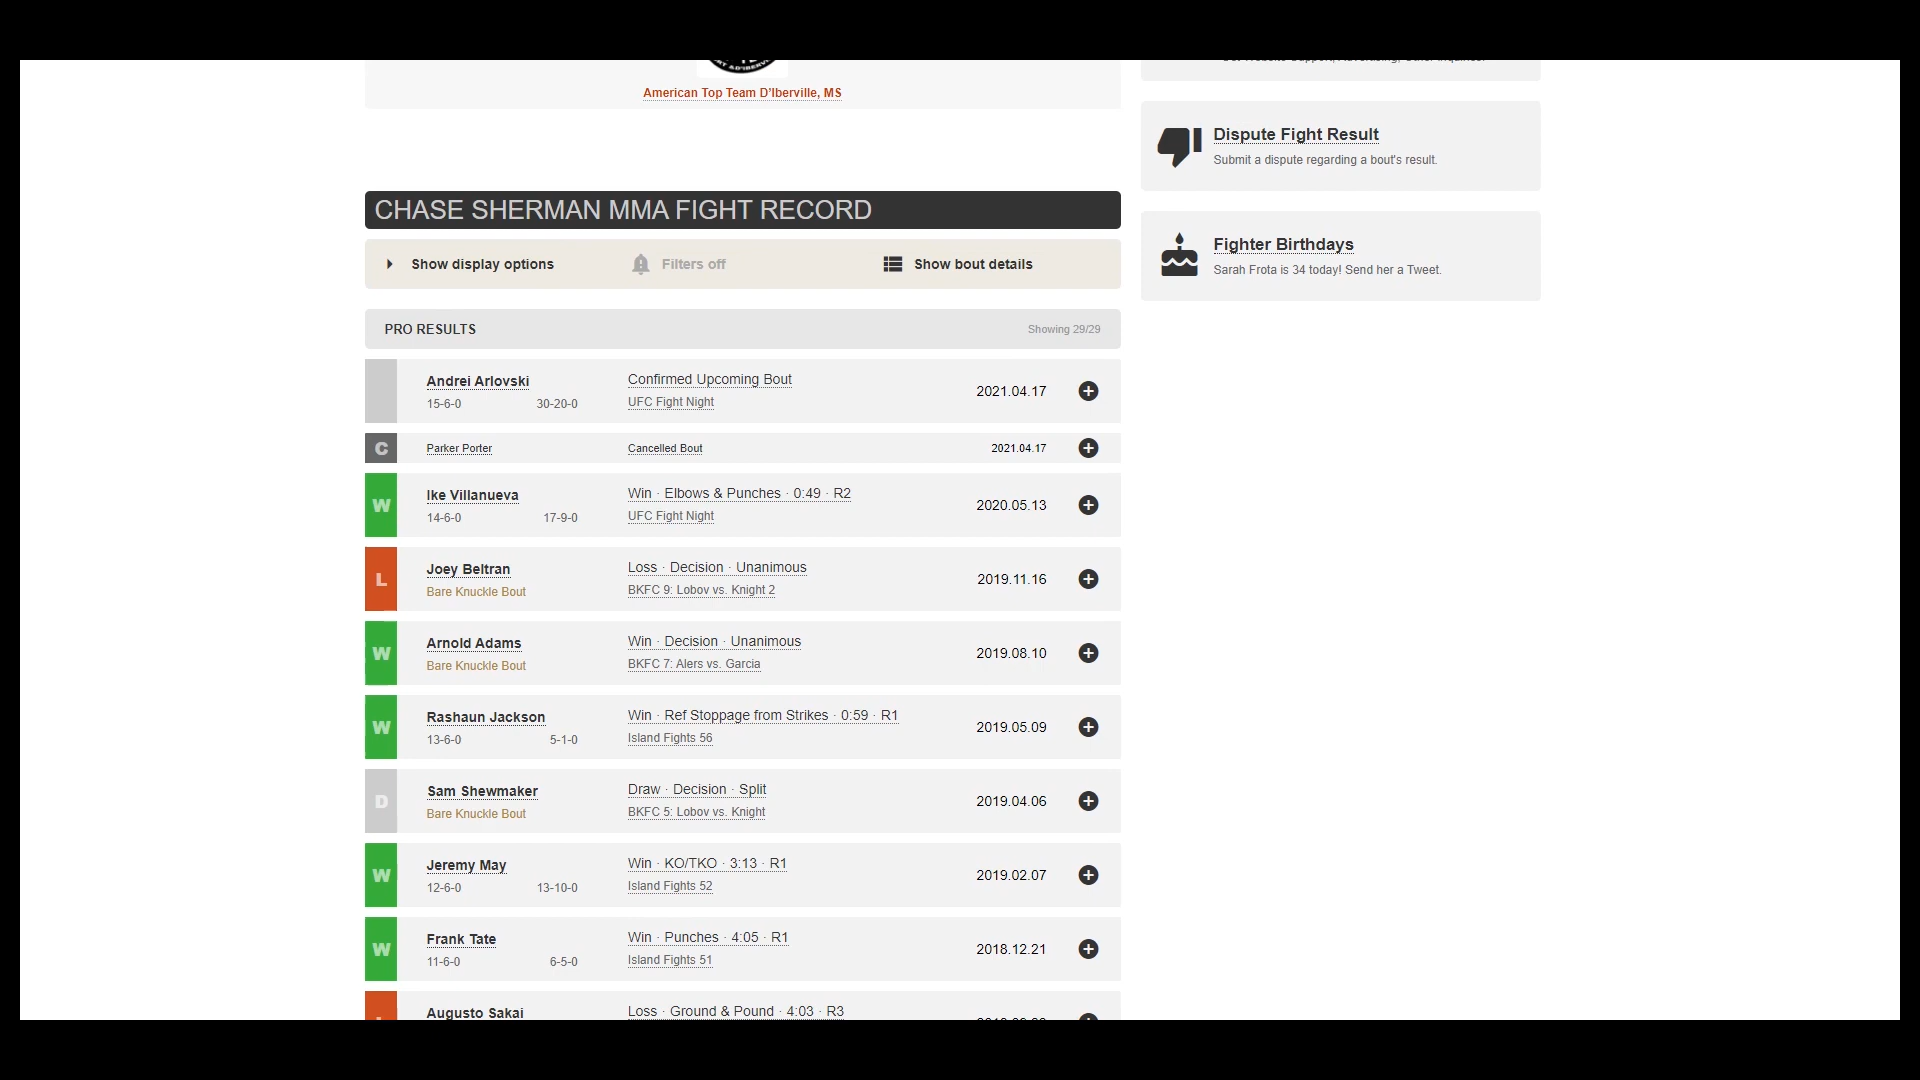 American Top Team D'Iberville, MS
CHASE SHERMAN MMA FIGHT RECORD
Show display options
Filters off
Show bout details
PRO RESULTS
Showing 29/29
Andrei Arlovski
15-6-0 30-20-0
Confirmed Upcoming Bout
UFC Fight Night
2021.04.17
C
Parker Porter
Cancelled Bout
2021.04.17
W
Ike Villanueva
14-6-0 17-9-0
Win · Elbows & Punches · 0:49 · R2
UFC Fight Night
2020.05.13
L
Joey Beltran
Bare Knuckle Bout
Loss · Decision · Unanimous
BKFC 9: Lobov vs. Knight 2
2019.11.16
W
Arnold Adams
Bare Knuckle Bout
Win · Decision · Unanimous
BKFC 7: Alers vs. Garcia
2019.08.10
W
Rashaun Jackson
13-6-0 5-1-0
Win · Ref Stoppage from Strikes · 0:59 · R1
Island Fights 56
2019.05.09
D
Sam Shewmaker
Bare Knuckle Bout
Draw · Decision · Split
BKFC 5: Lobov vs. Knight
2019.04.06
W
Jeremy May
12-6-0 13-10-0
Win · KO/TKO · 3:13 · R1
Island Fights 52
2019.02.07
W
Frank Tate
11-6-0 6-5-0
Win · Punches · 4:05 · R1
Island Fights 51
2018.12.21
Augusto Sakai
Loss · Ground & Pound · 4:03 · R3
Dispute Fight Result
Submit a dispute regarding a bout's result.
Fighter Birthdays
Sarah Frota is 34 today! Send her a Tweet.